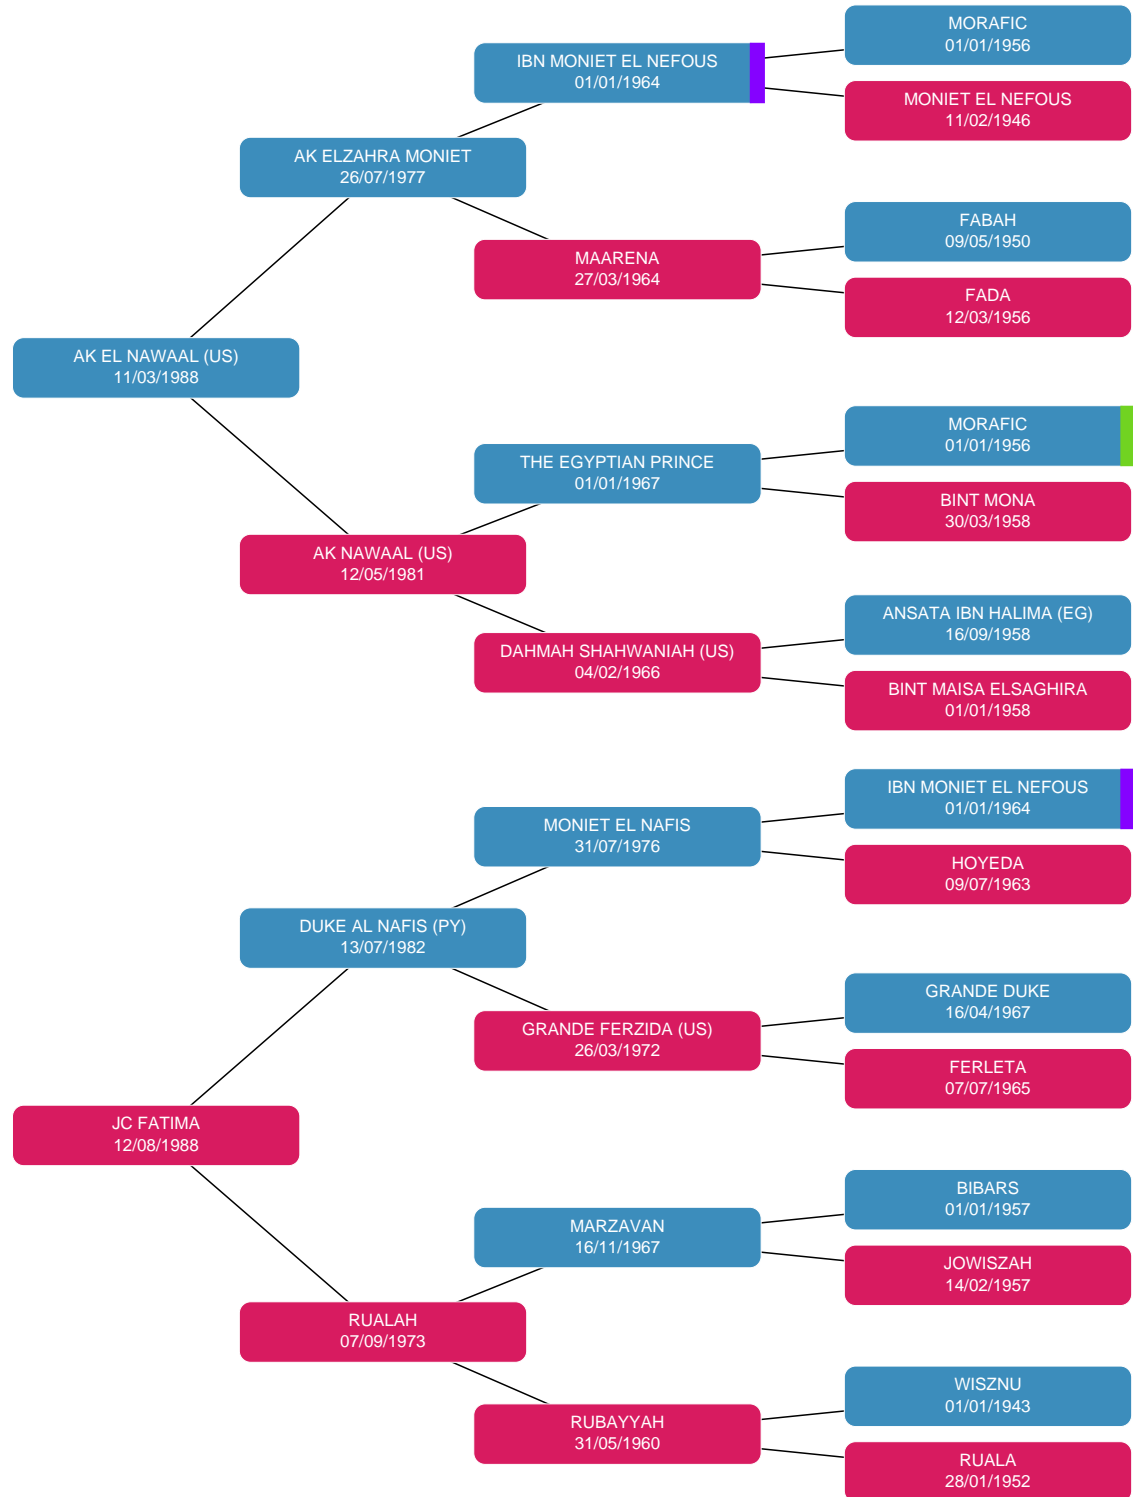 MORAFIC
01/01/1956
IBN MONIET EL NEFOUS
01/01/1964
MONIET EL NEFOUS
11/02/1946
AK ELZAHRA MONIET
26/07/1977
FABAH
09/05/1950
MAARENA
27/03/1964
FADA
12/03/1956
AK EL NAWAAL (US)
11/03/1988
MORAFIC
01/01/1956
THE EGYPTIAN PRINCE
01/01/1967
BINT MONA
30/03/1958
AK NAWAAL (US)
12/05/1981
ANSATA IBN HALIMA (EG)
16/09/1958
DAHMAH SHAHWANIAH (US)
04/02/1966
BINT MAISA ELSAGHIRA
01/01/1958
IBN MONIET EL NEFOUS
01/01/1964
MONIET EL NAFIS
31/07/1976
HOYEDA
09/07/1963
DUKE AL NAFIS (PY)
13/07/1982
GRANDE DUKE
16/04/1967
GRANDE FERZIDA (US)
26/03/1972
FERLETA
07/07/1965
JC FATIMA
12/08/1988
BIBARS
01/01/1957
MARZAVAN
16/11/1967
JOWISZAH
14/02/1957
RUALAH
07/09/1973
WISZNU
01/01/1943
RUBAYYAH
31/05/1960
RUALA
28/01/1952